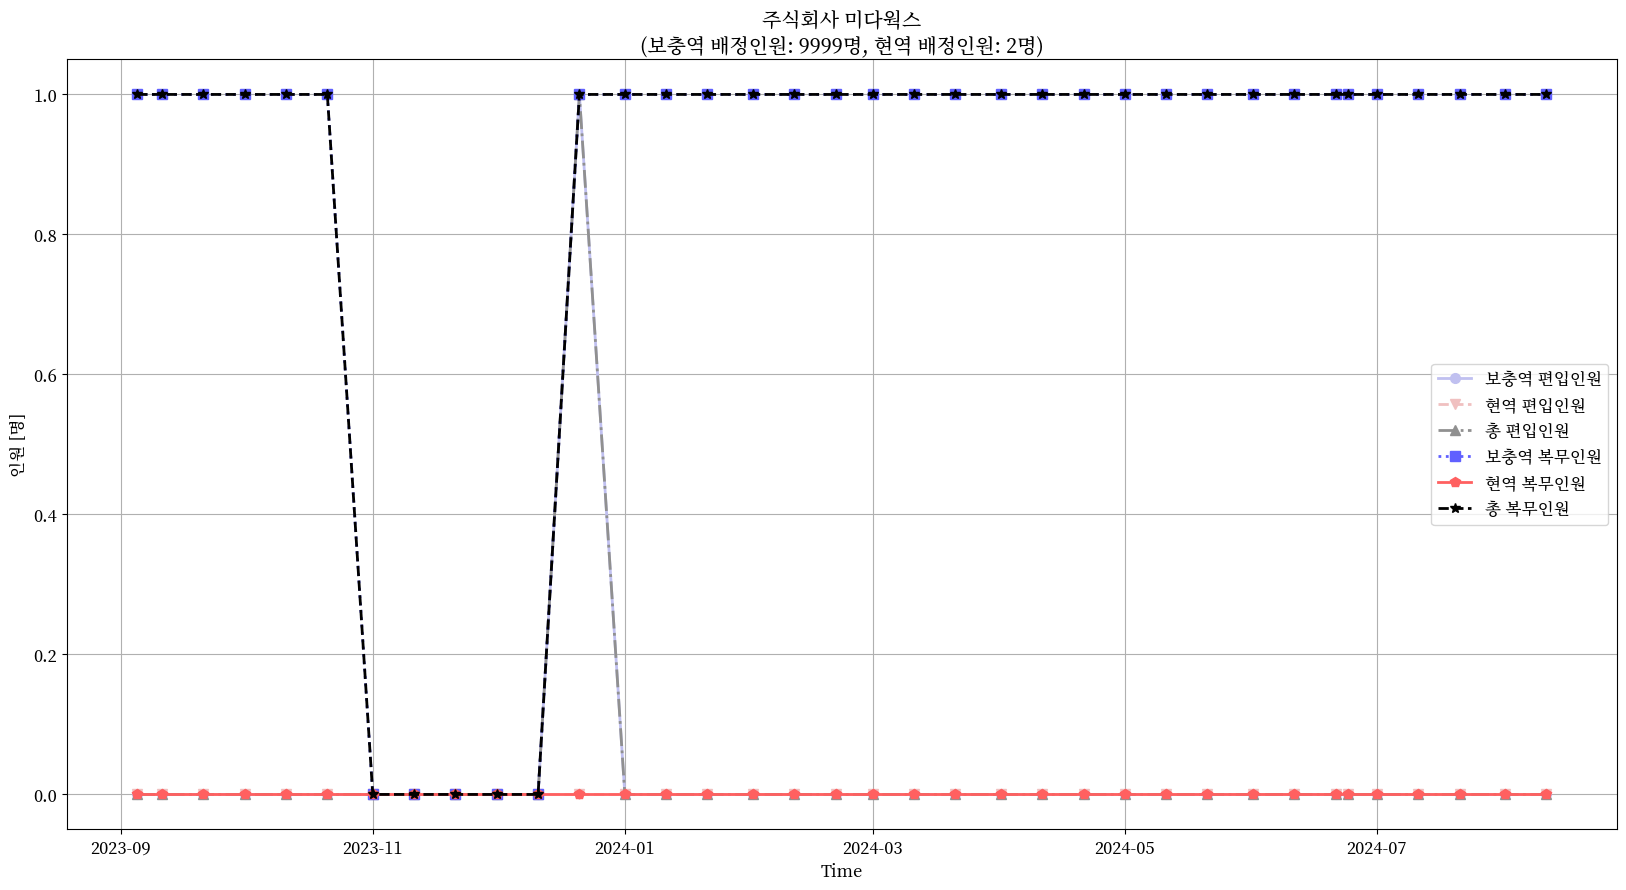 주식회사 미다웍스
(보충역 배정인원: 9999명, 현역 배정인원: 2명)
인원 [명]
1.0
0.8
0.6
0.4
0.2
0.0
보충역 편입인원
현역 편입인원
총 편입인원
보충역 복무인원
현역 복무인원
총 복무인원
2023-09
2023-11
2024-01
2024-03
2024-05
2024-07
Time